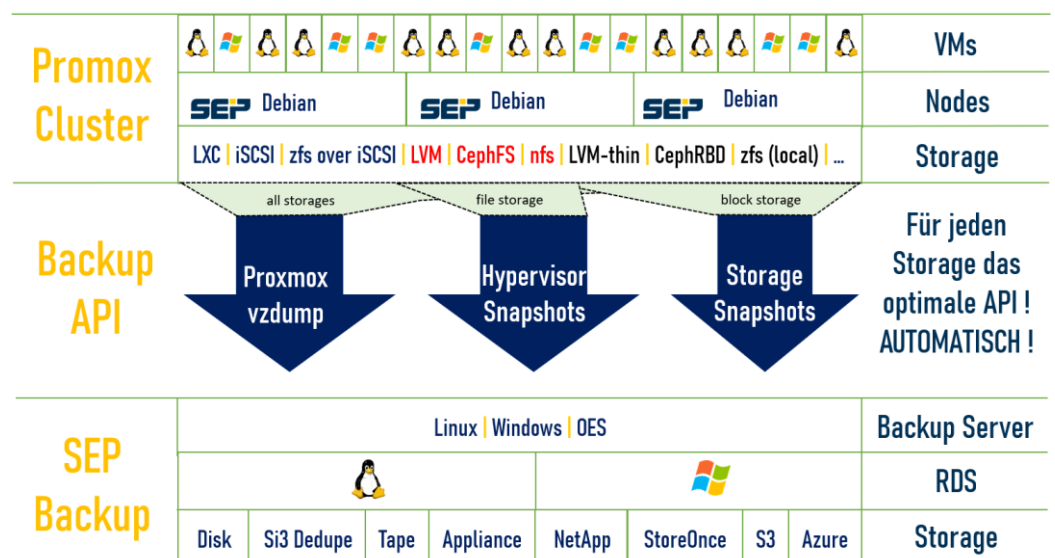 Promox
Cluster
VMs
SEP Debian
SEP Debian
SEP Debian
Nodes
LXC | iSCSI | zfs over iSCSI | LVM | CephFS | nfs | LVM-thin | CephRBD | zfs (local) | ...
Storage
Backup
API
all storages
file storage
block storage
Proxmox
vzdump
Hypervisor
Snapshots
Storage
Snapshots
Für jeden
Storage das
optimale API !
AUTOMATISCH !
SEP
Backup
Linux | Windows | OES
Backup Server
RDS
Disk
Si3 Dedupe
Tape
Appliance
NetApp
StoreOnce
S3
Azure
Storage